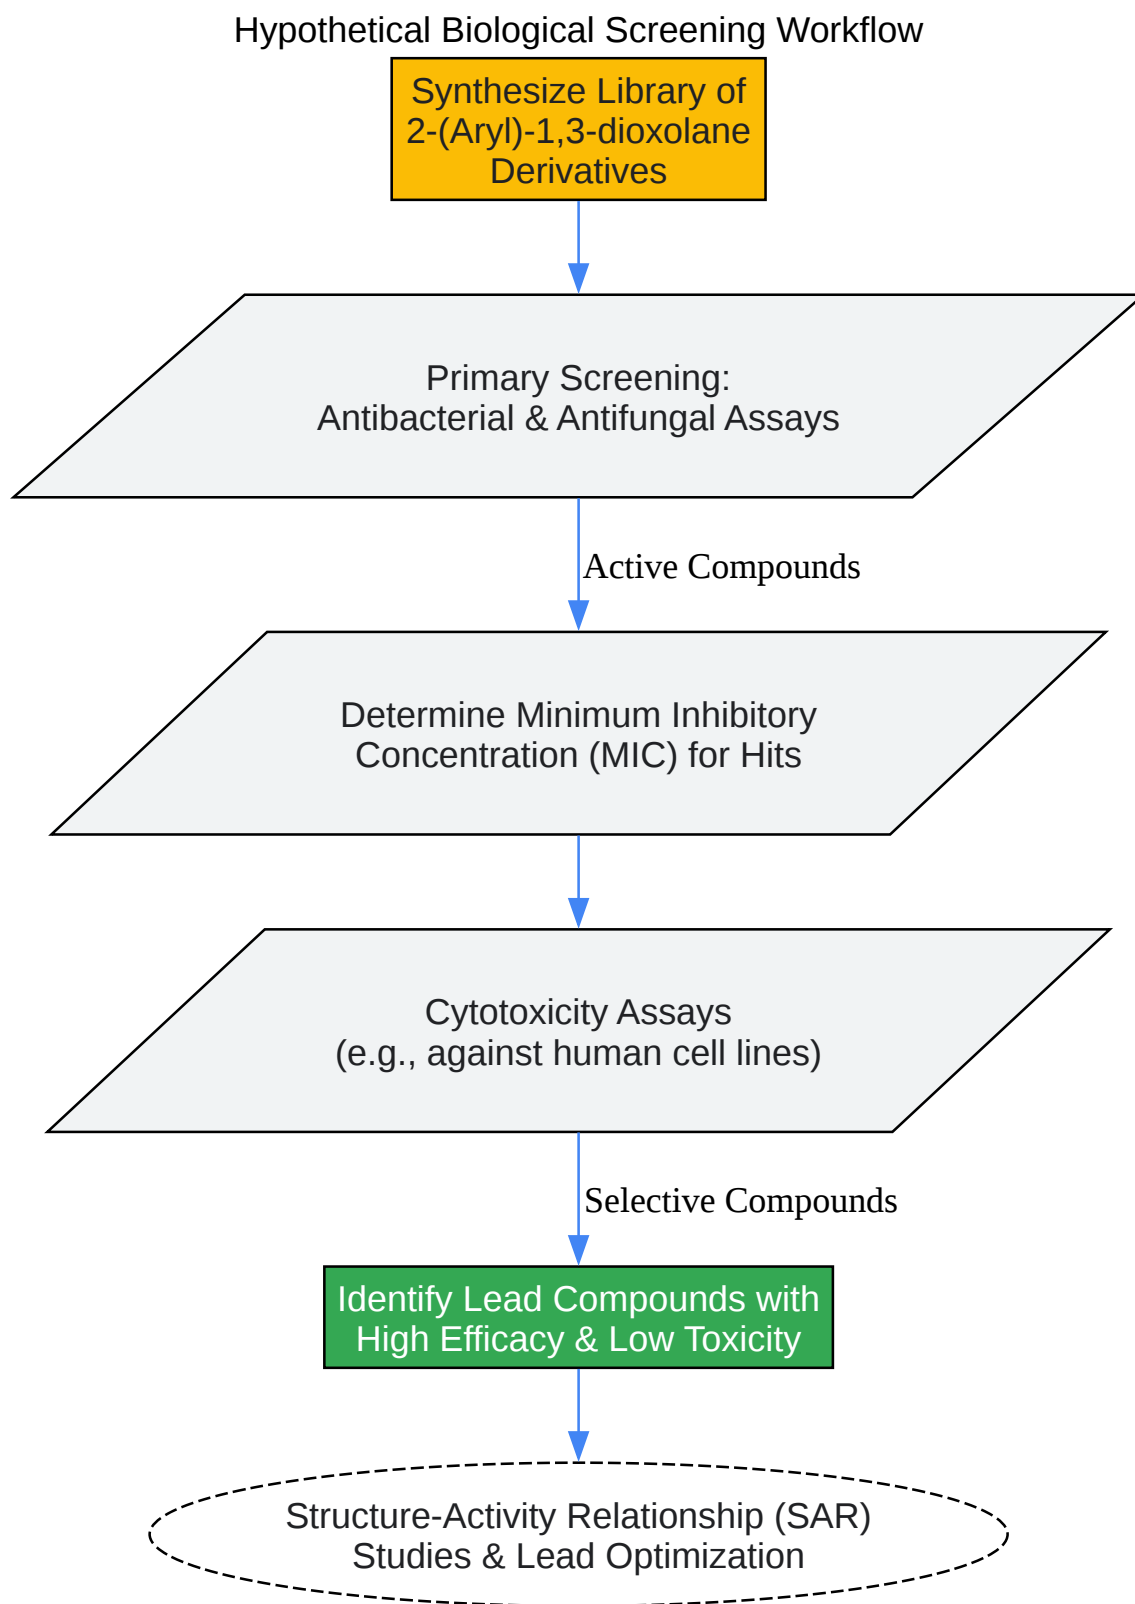 Hypothetical Biological Screening Workflow
Synthesize Library of
2-(Aryl)-1,3-dioxolane
Derivatives
Primary Screening:
Antibacterial & Antifungal Assays
Active Compounds
Determine Minimum Inhibitory
Concentration (MIC) for Hits
Cytotoxicity Assays
(e.g., against human cell lines)
Selective Compounds
Identify Lead Compounds with
High Efficacy & Low Toxicity
Structure-Activity Relationship (SAR)
Studies & Lead Optimization